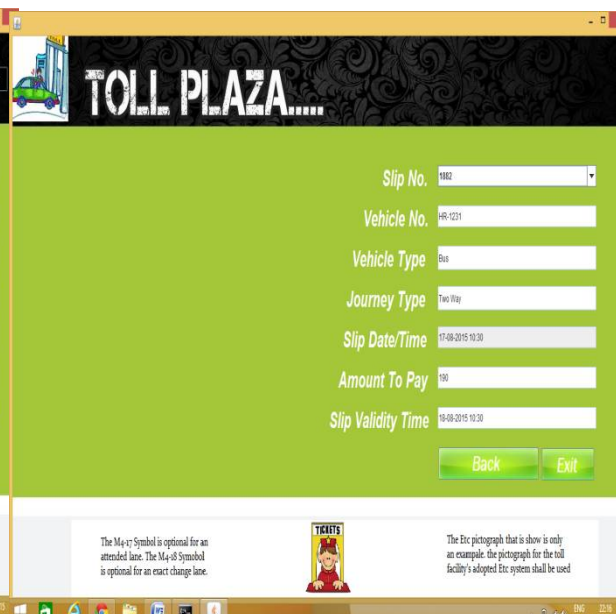 TOLL PLAZA.....
Slip No. 1882
Vehicle No. HR-1231
Vehicle Type Bus
Journey Type Two Way
Slip Date/Time 17-08-2015 10:30
Amount To Pay 190
Slip Validity Time 18-08-2015 10:30
Back Exit
The M4-17 Symbol is optional for an
attended lane. The M4-18 Symobol
is optional for an exact change lane.
TICKETS
The Etc pictograph that is show is only
an exampale. the pictograph for the toll
facility's adopted Etc system shall be used
ENG